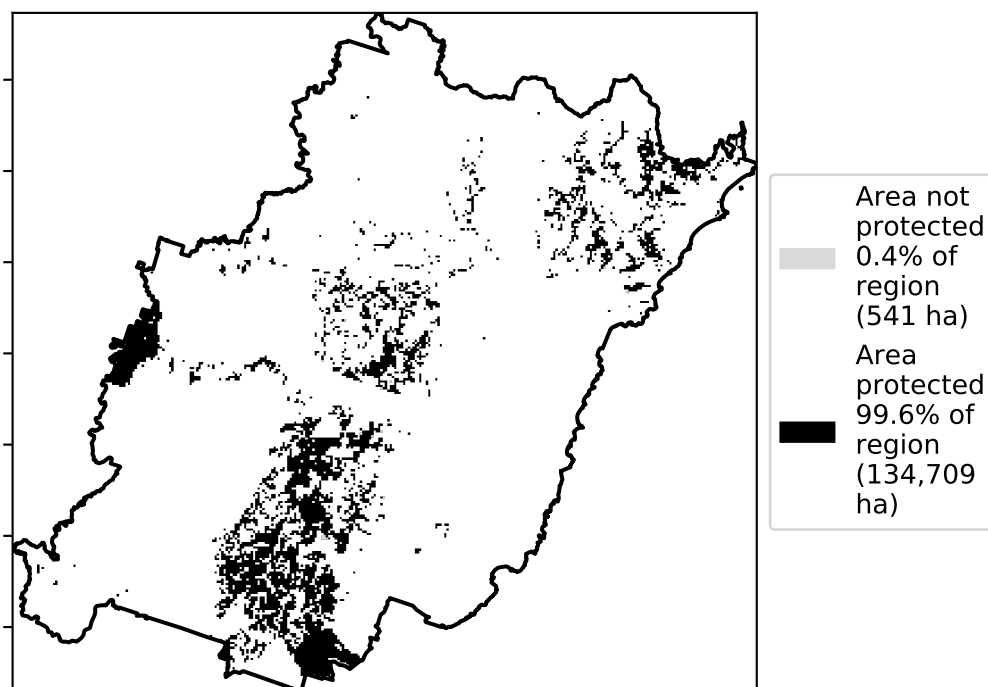 Area not
protected
0.4% of
region
(541 ha)
Area
protected
99.6% of
region
(134,709
ha)